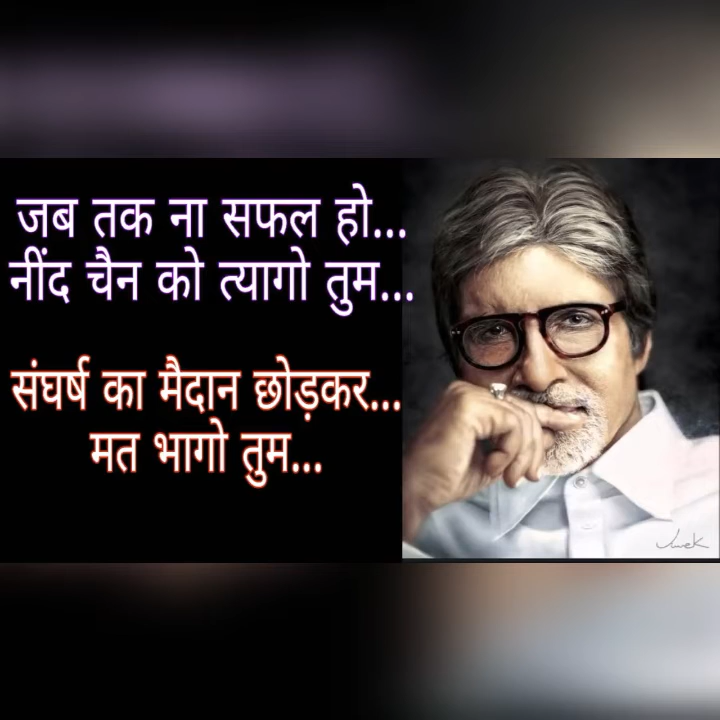 जब तक ना सफल हो...
नींद चैन को त्यागो तुम...
संघर्ष का मैदान छोड़कर...
मत भागो तुम...